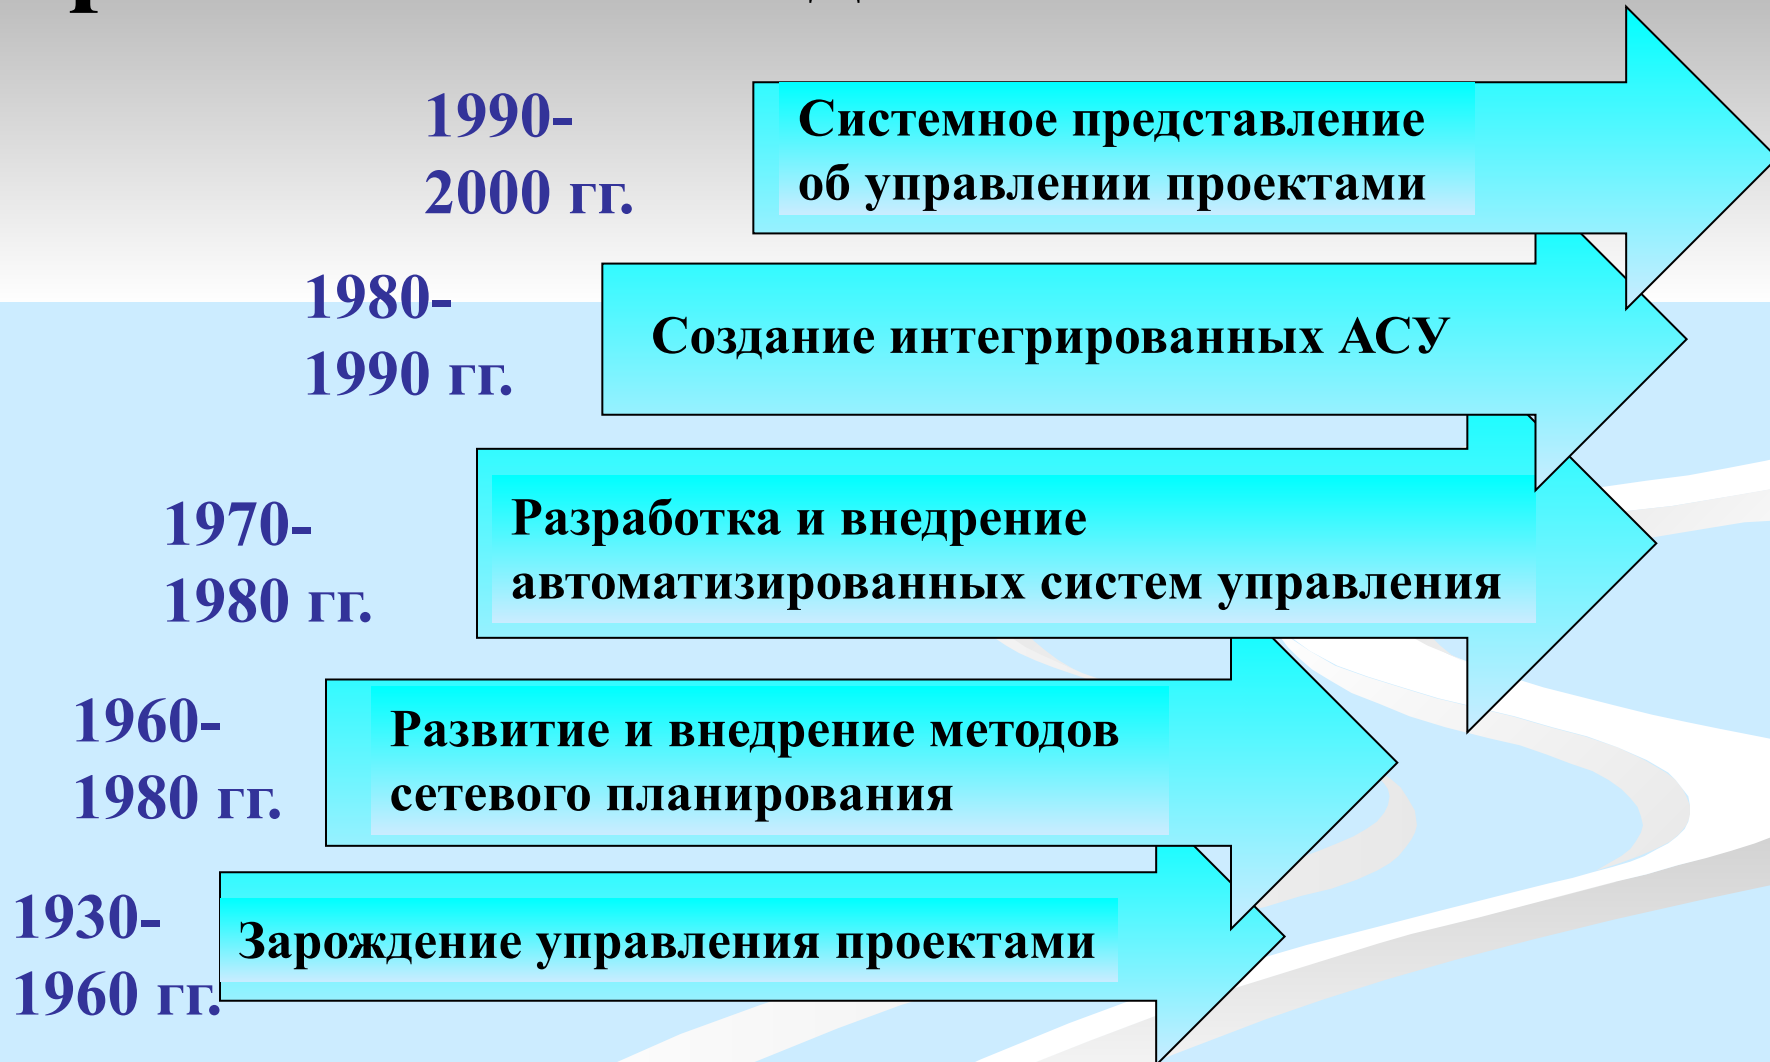 1990-
2000 гг.
Системное представление
об управлении проектами
1980-
1990 гг.
Создание интегрированных АСУ
1970-
1980 гг.
Разработка и внедрение
автоматизированных систем управления
1960-
1980 гг.
Развитие и внедрение методов
сетевого планирования
1930-
1960 гг.
Зарождение управления проектами